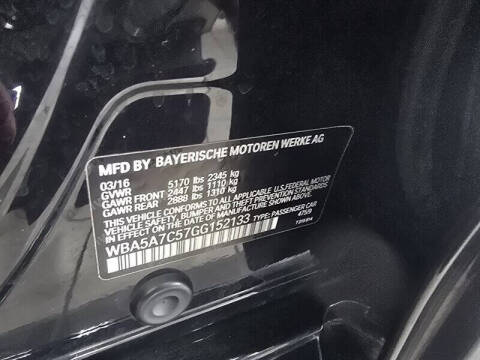 MFD BY BAYERISCHE MOTOREN WERKE AG
03/16
GVWR 5170 lbs 2345 kg
GAWR FRONT 2447 lbs 1110 kg
GAWR REAR 2888 lbs 1310 kg
THIS VEHICLE CONFORMS TO ALL APPLICABLE U.S.FEDERAL MOTOR
VEHICLE SAFETY, BUMPER AND THEFT PREVENTION STANDARDS
IN EFFECT ON THE DATE OF MANUFACTURE SHOWN ABOVE.
WBA5A7C57GG152133 TYPE: PASSENGER CAR
475/9